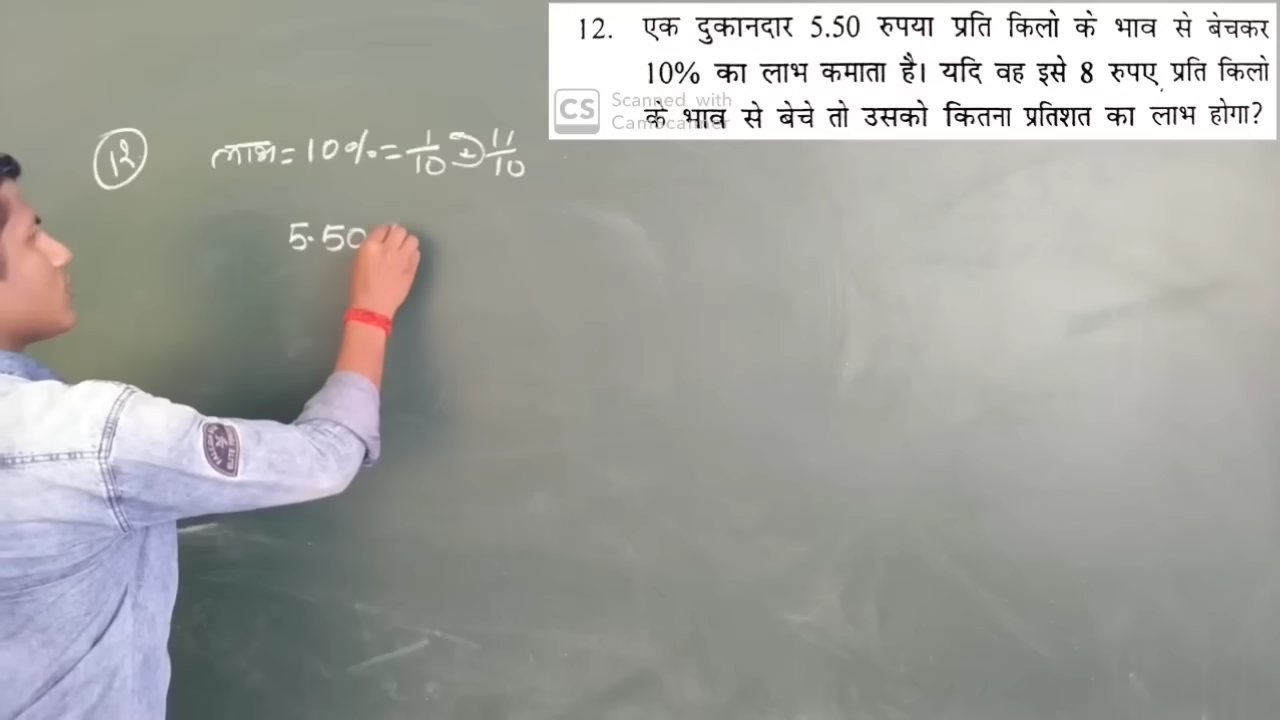 12. एक दुकानदार 5.50 रुपया प्रति किलो के भाव से बेचकर
10% का लाभ कमाता है। यदि वह इसे 8 रुपए प्रति किलो
के भाव से बेचे तो उसको कितना प्रतिशत का लाभ होगा?
CS Scanned with
CamScanner
12 लाभ = 10% = 1/10 + 11/10
5.50